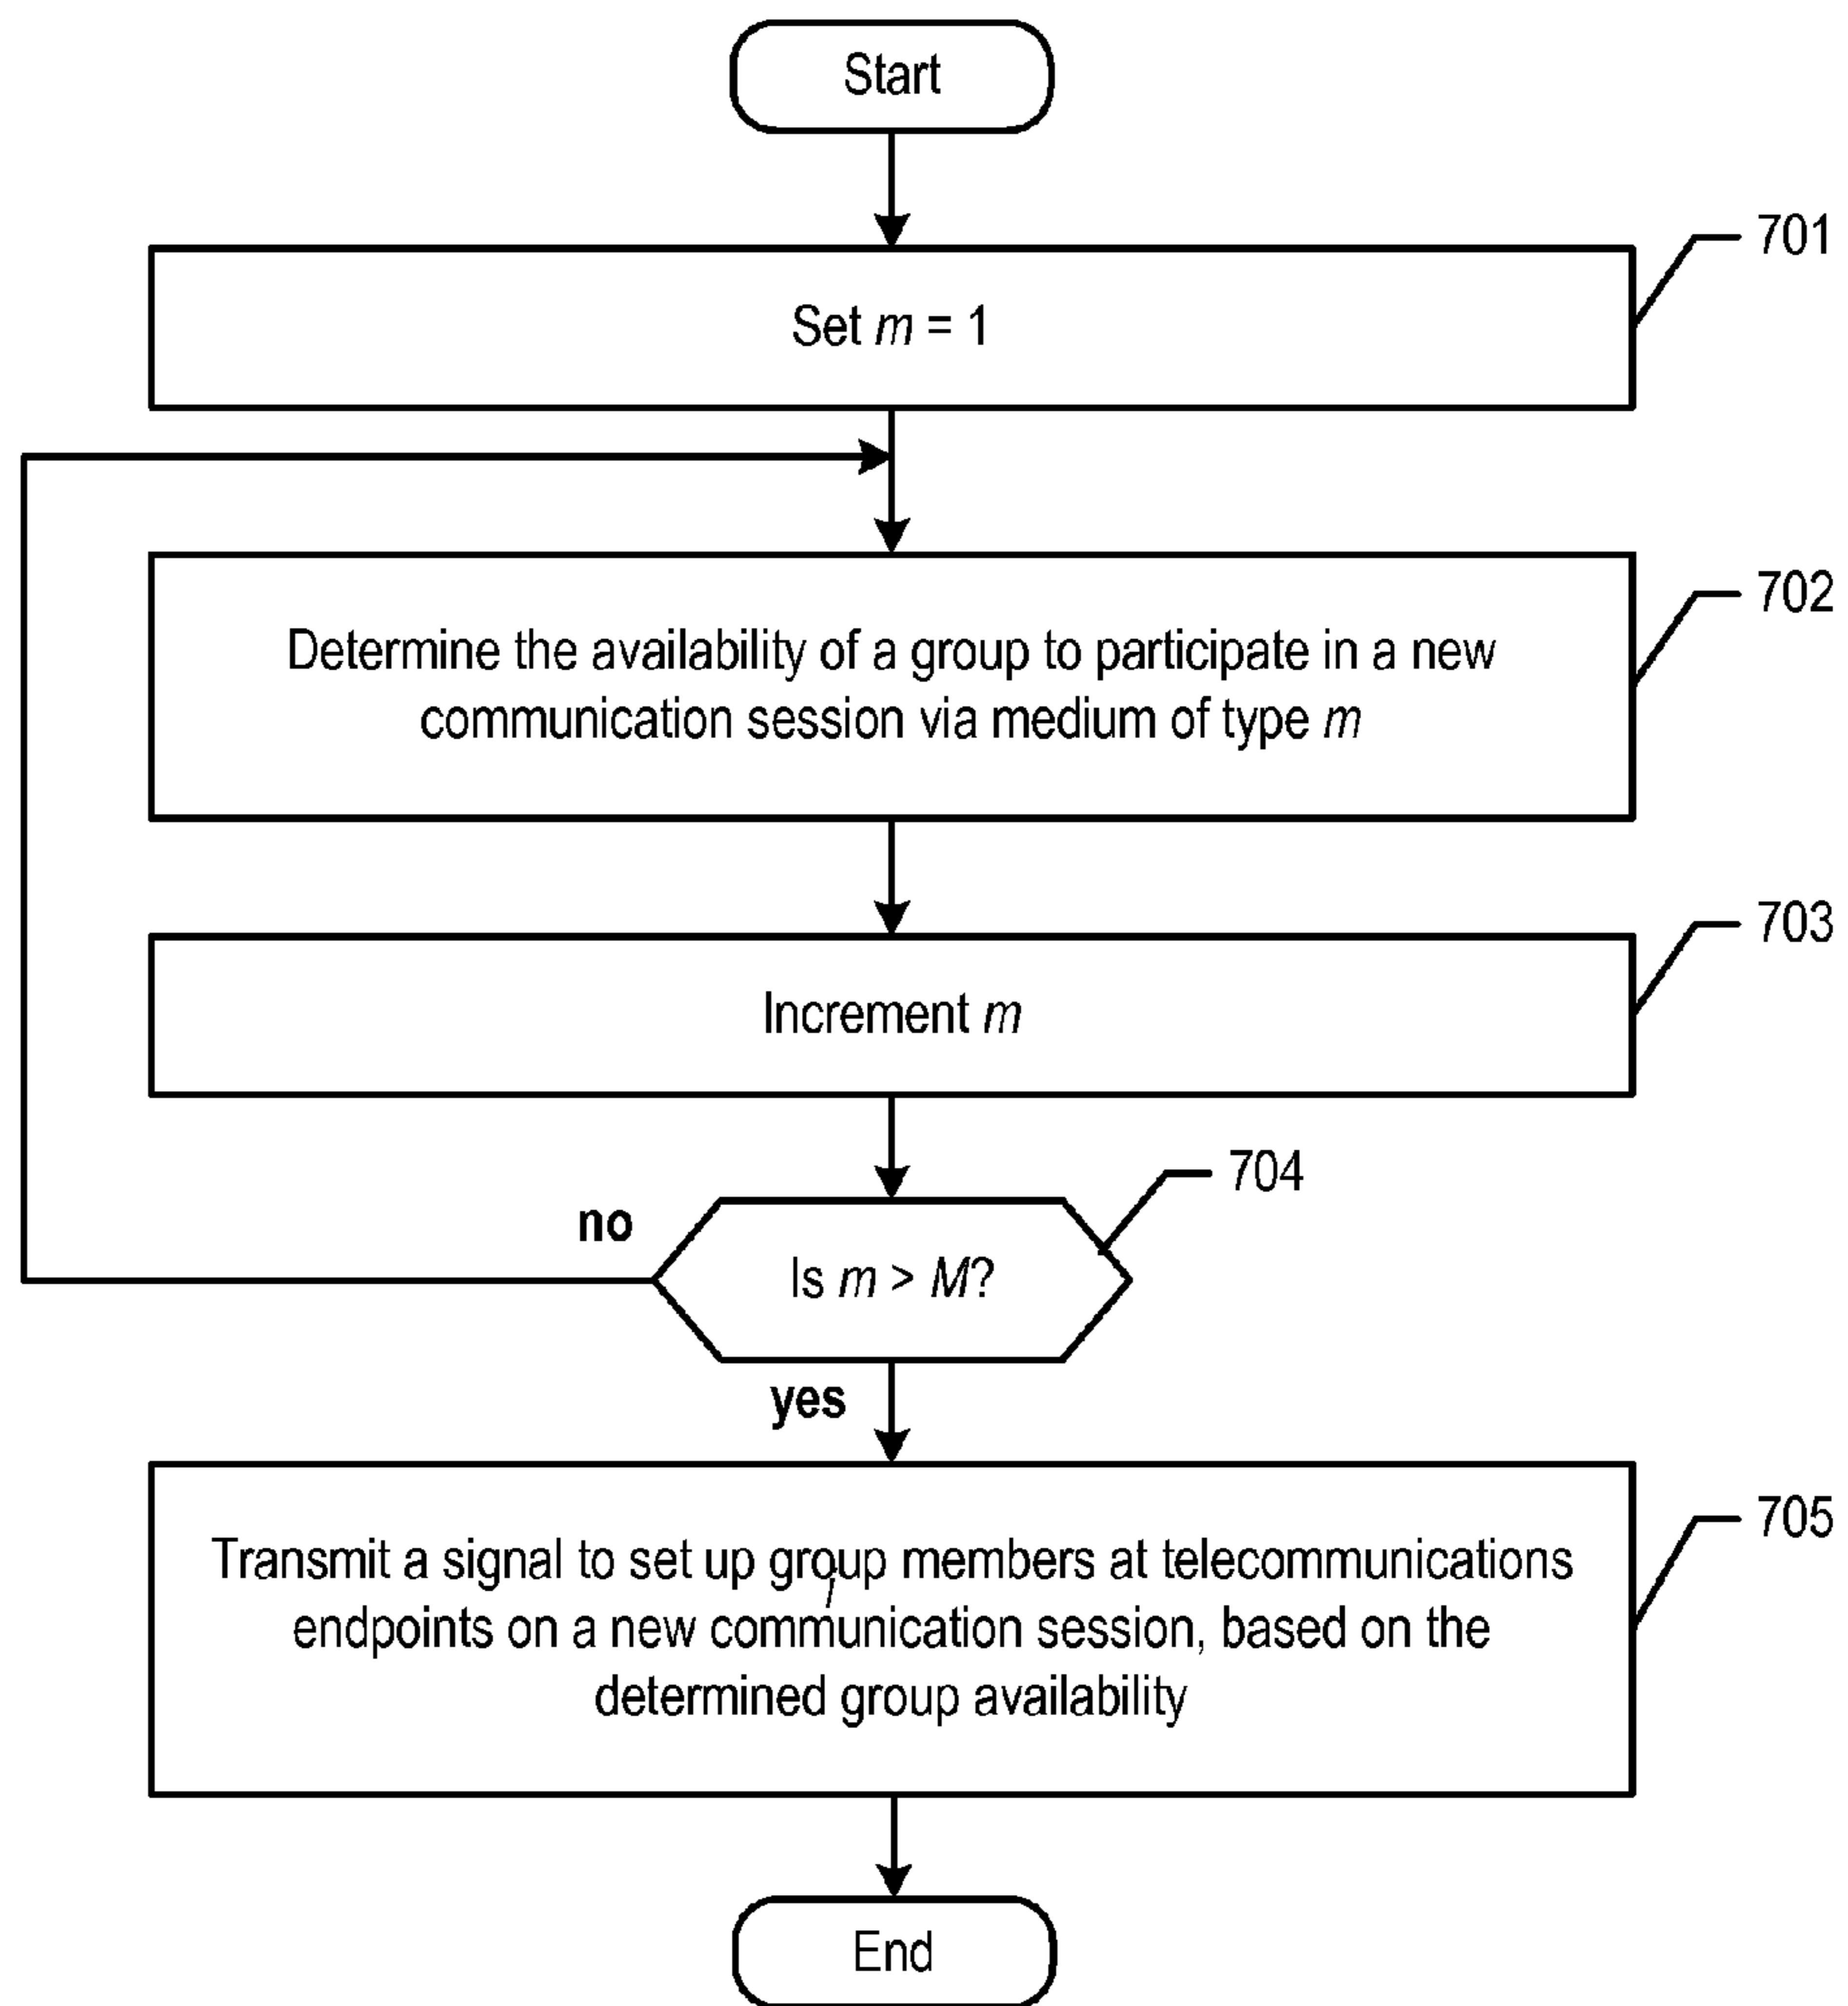 Start
701
Set m = 1
702
Determine the availability of a group to participate in a new
communication session via medium of type m
703
Increment m
704
no
Is m > M?
yes
705
Transmit a signal to set up group members at telecommunications
endpoints on a new communication session, based on the
determined group availability
End